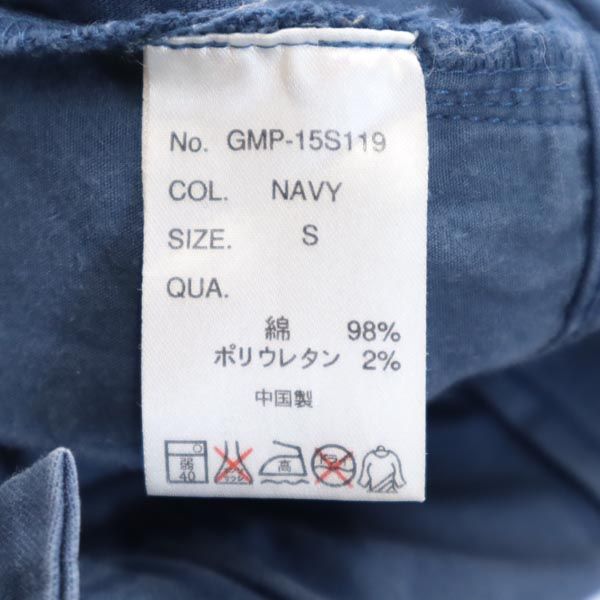 No. GMP-15S119
COL. NAVY
SIZE. S
QUA.
綿 98%
ポリウレタン 2%
中国製
弱 高
40